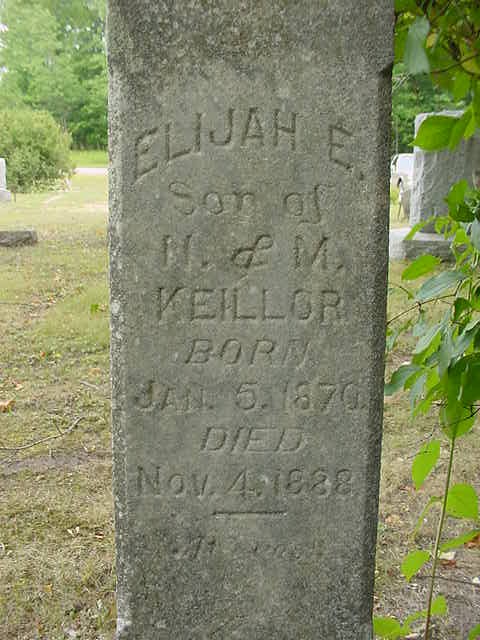 ELIJAH E.
Son of
N. & M.
KEILLOR
BORN
JAN. 5. 1870
DIED
NOV. 4. 1888